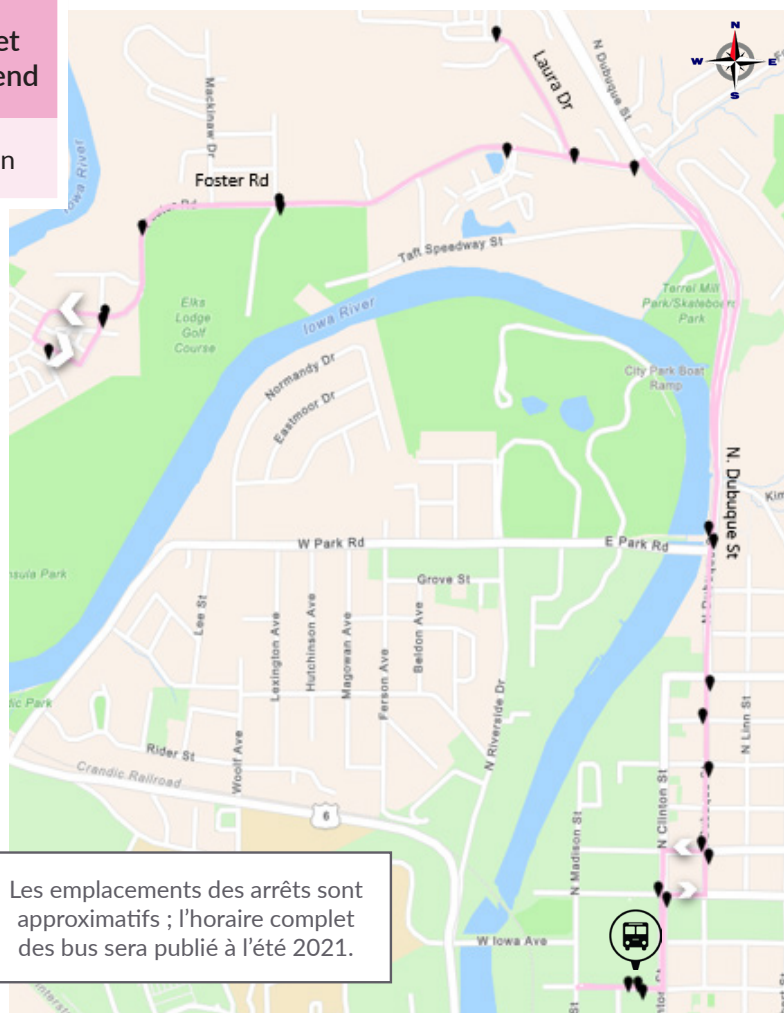 et
end
n
N
W
E
S
Laura Dr
N Dubuque St
Mackinaw Dr
Iowa River
Foster Rd
Taft Speedway St
Elks
Lodge
Golf
Course
Iowa River
Terrel Mill
Park/Skateboard
Park
City Park Boat
Ramp
Normandy Dr
Eastmoor Dr
N. Dubuque St
W Park Rd
E Park Rd
Grove St
Lee St
Lexington Ave
Hutchinson Ave
Magowan Ave
Ferson Ave
Beldon Ave
N Riverside Dr
N Linn St
Rider St
Woolf Ave
Crandic Railroad
6
N Clinton St
N Madison St
W Iowa Ave
Les emplacements des arrêts sont
approximatifs ; l'horaire complet
des bus sera publié à l'été 2021.